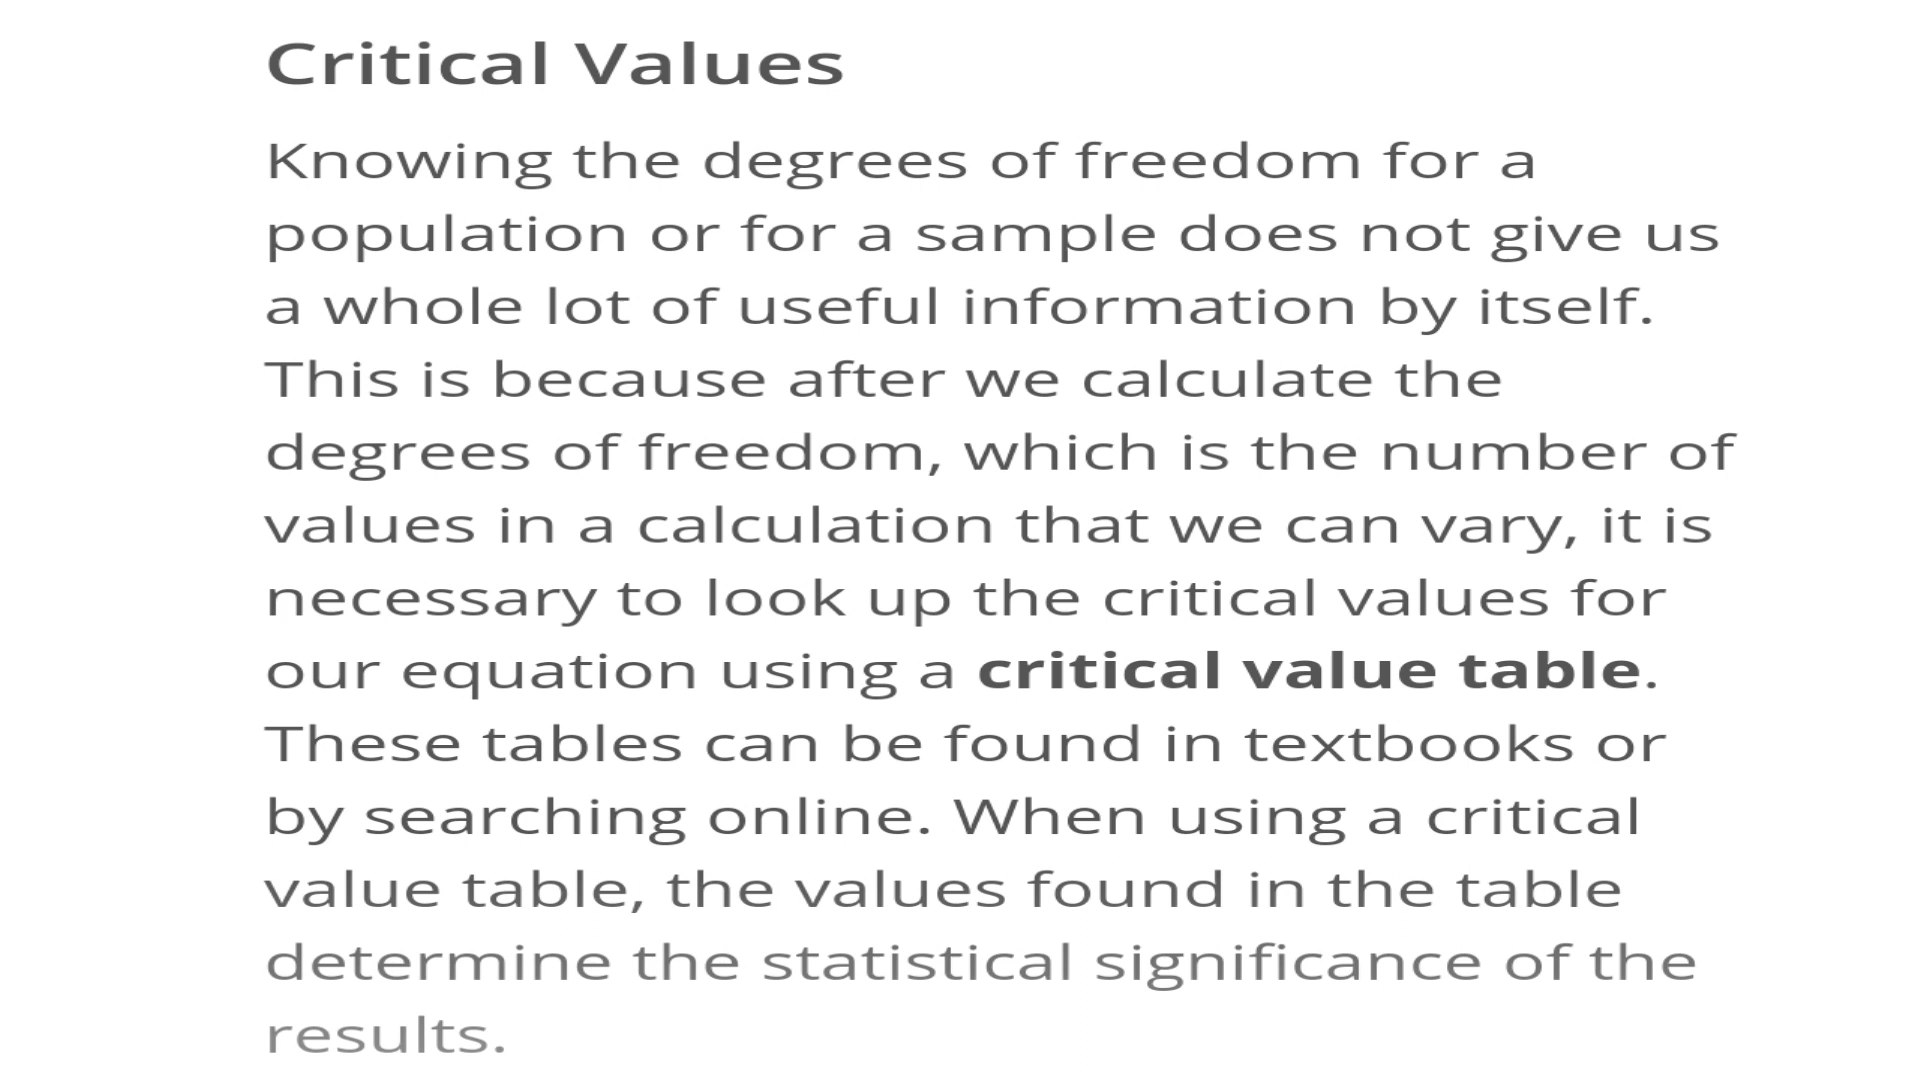 Critical Values
Knowing the degrees of freedom for a
population or for a sample does not give us
a whole lot of useful information by itself.
This is because after we calculate the
degrees of freedom, which is the number of
values in a calculation that we can vary, it is
necessary to look up the critical values for
our equation using a critical value table.
These tables can be found in textbooks or
by searching online. When using a critical
value table, the values found in the table
determine the statistical significance of the
results.